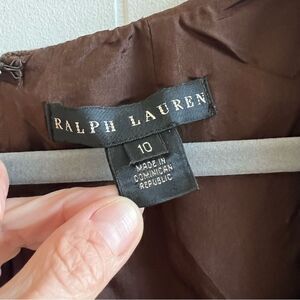 RALPH LAUREN
10
MADE IN
DOMINICAN
REPUBLIC